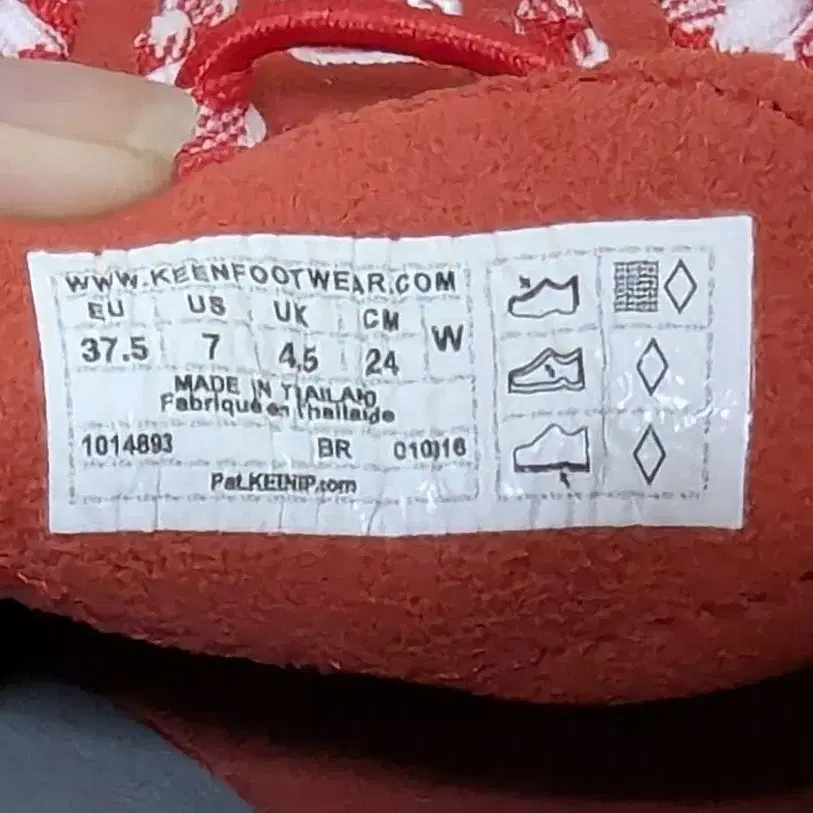 WWW.KEENFOOTWEAR.COM
EU US UK CM W
37.5 7 4.5 24
MADE IN THAILAND
Fabriqué en Thaïlande
1014893 BR 010116
Pat.KEENIP.com